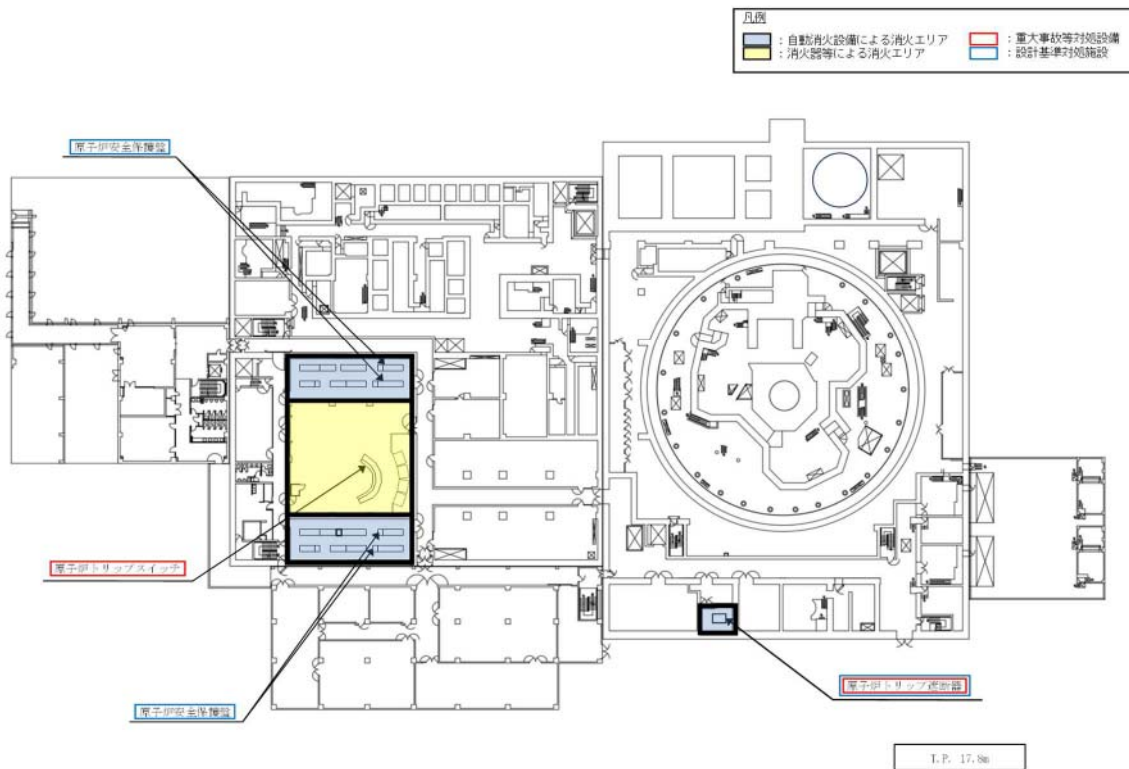 凡例
：自動消火設備による消火エリア
：消火器等による消火エリア
：重大事故等対処設備
：設計基準対処施設
原子炉安全保護盤
原子炉トリップスイッチ
原子炉安全保護盤
原子炉トリップ遮断器
T.P. 17.8m